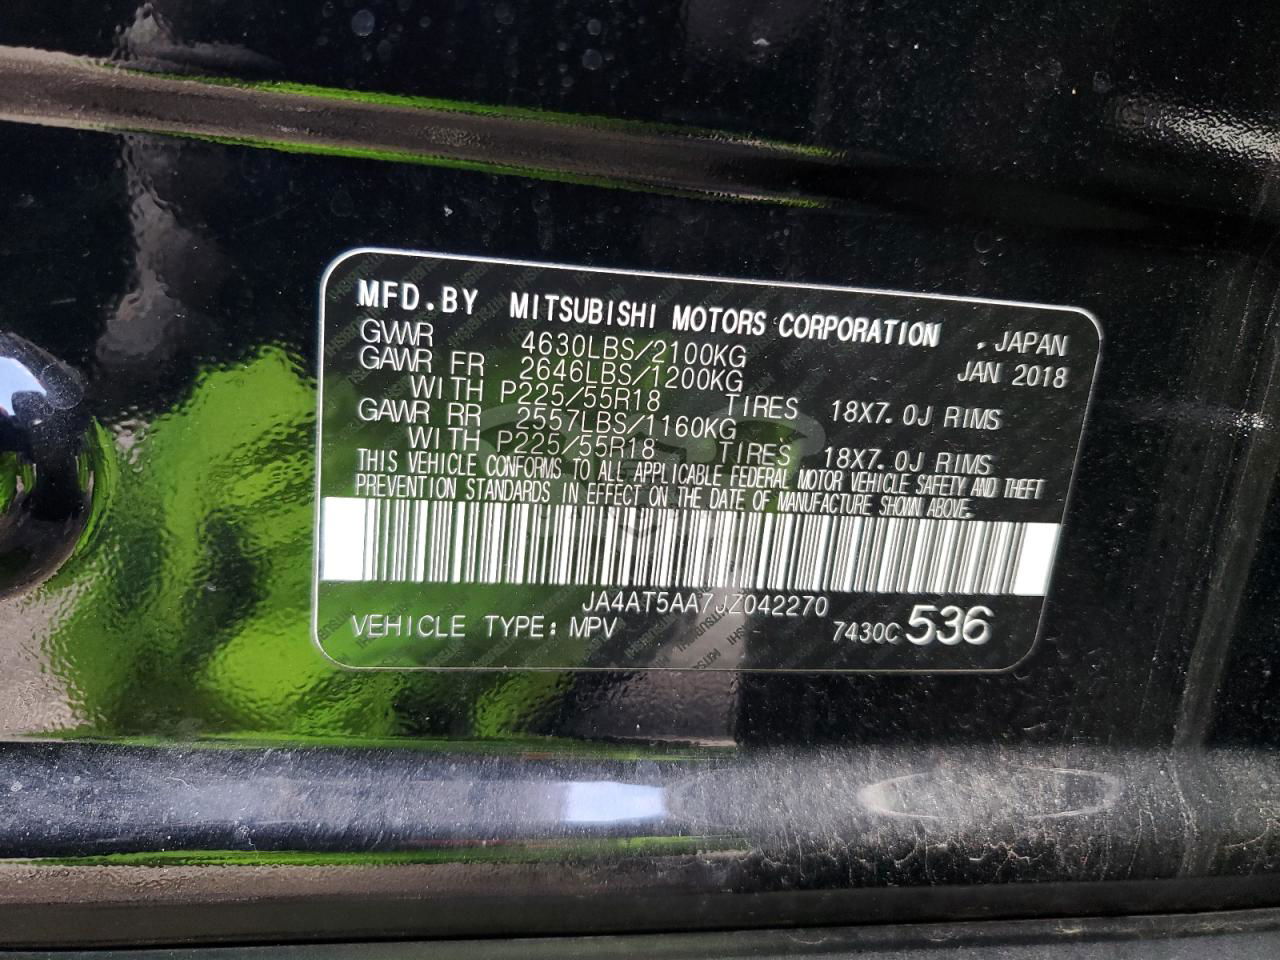 MFD.BY MITSUBISHI MOTORS CORPORATION . JAPAN
GVWR 4630LBS/2100KG JAN 2018
GAWR FR 2646LBS/1200KG
WITH P225/55R18 TIRES 18X7.0J RIMS
GAWR RR 2557LBS/1160KG
WITH P225/55R18 TIRES 18X7.0J RIMS
THIS VEHICLE CONFORMS TO ALL APPLICABLE FEDERAL MOTOR VEHICLE SAFETY AND THEFT
PREVENTION STANDARDS IN EFFECT ON THE DATE OF MANUFACTURE SHOWN ABOVE.
JA4AT5AA7JZ042270
VEHICLE TYPE: MPV 7430C 536